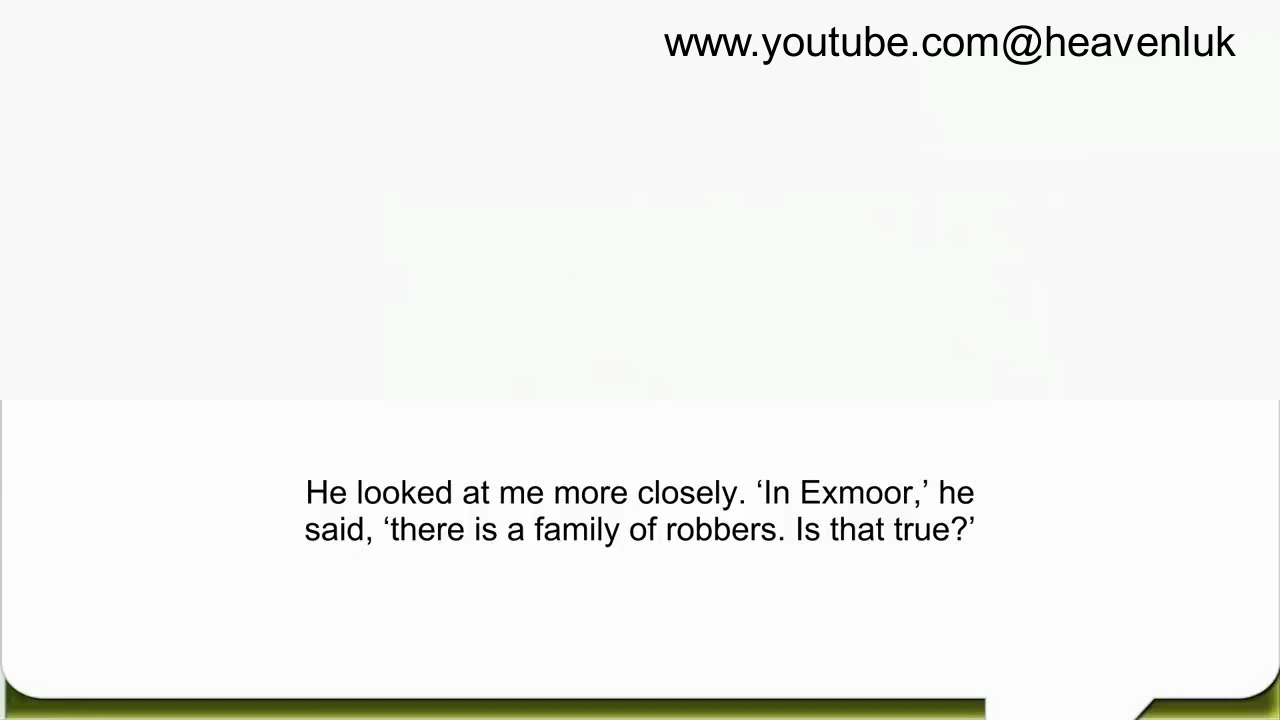 www.youtube.com@heavenluk
He looked at me more closely. ‘In Exmoor,’ he
said, ‘there is a family of robbers. Is that true?’